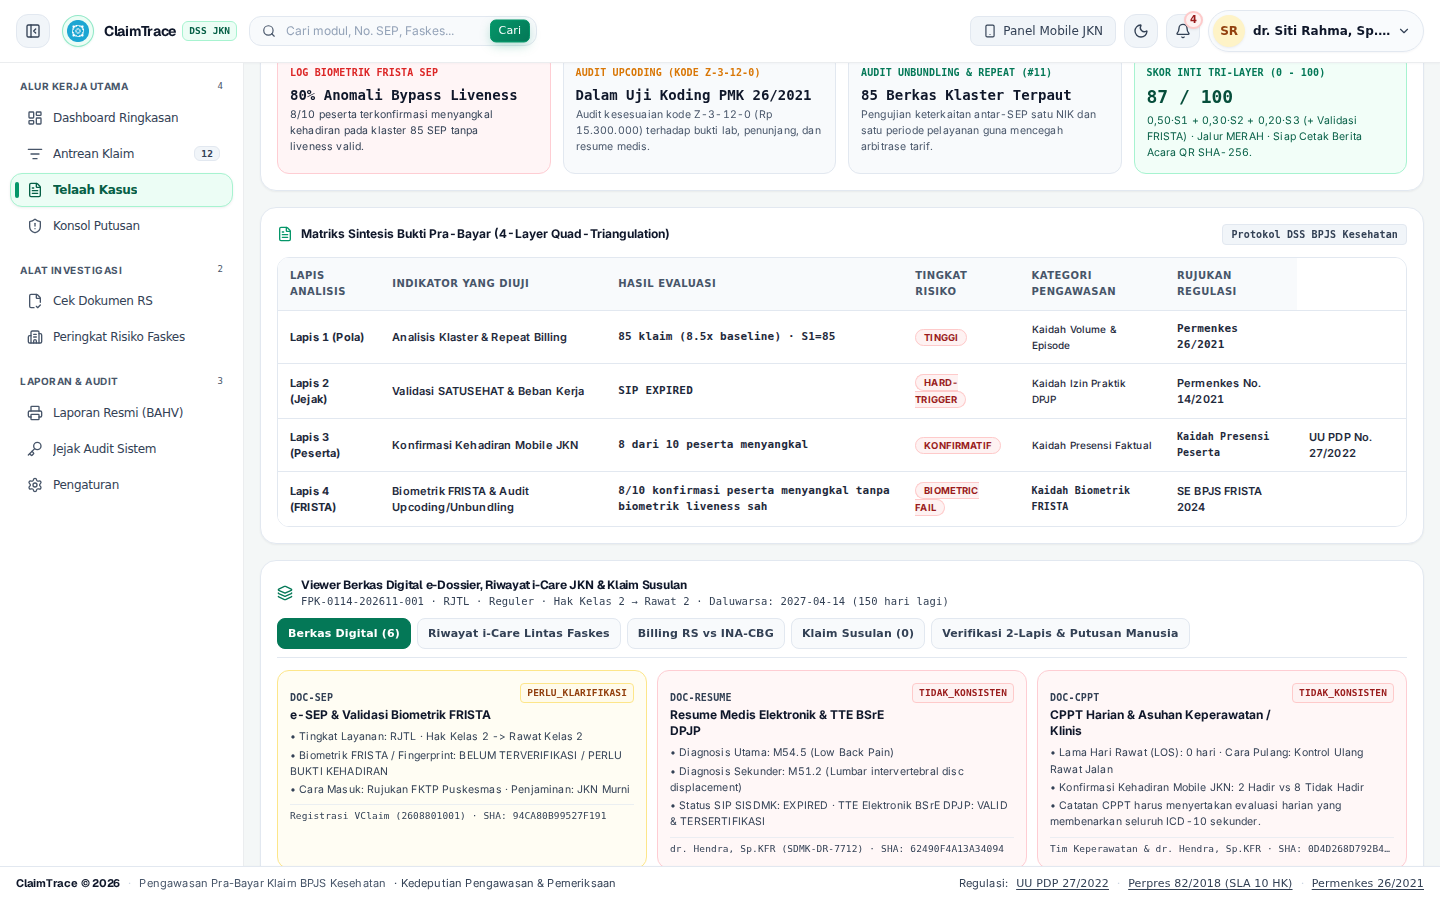 ClaimTrace
DSS JKN
Cari modul, No. SEP, Faskes...
Cari
Panel Mobile JKN
4
SR
dr. Siti Rahma, Sp....
ALUR KERJA UTAMA
4
Dashboard Ringkasan
Antrean Klaim
12
Telaah Kasus
Konsol Putusan
ALAT INVESTIGASI
2
Cek Dokumen RS
Peringkat Risiko Faskes
LAPORAN & AUDIT
3
Laporan Resmi (BAHV)
Jejak Audit Sistem
Pengaturan
LOG BIOMETRIK FRISTA SEP
80% Anomali Bypass Liveness
8/10 peserta terkonfirmasi menyangkal
kehadiran pada klaster 85 SEP tanpa
liveness valid.
AUDIT UPCODING (KODE Z-3-12-0)
Dalam Uji Koding PMK 26/2021
Audit kesesuaian kode Z-3-12-0 (Rp
15.300.000) terhadap bukti lab, penunjang, dan
resume medis.
AUDIT UNBUNDLING & REPEAT (#11)
85 Berkas Klaster Terpaut
Pengujian keterkaitan antar-SEP satu NIK dan
satu periode pelayanan guna mencegah
arbitrase tarif.
SKOR INTI TRI-LAYER (0 - 100)
87 / 100
0,50·S1 + 0,30·S2 + 0,20·S3 (+ Validasi
FRISTA) · Jalur MERAH · Siap Cetak Berita
Acara QR SHA-256.
Matriks Sintesis Bukti Pra-Bayar (4-Layer Quad-Triangulation)
Protokol DSS BPJS Kesehatan
LAPIS
ANALISIS
INDIKATOR YANG DIUJI
HASIL EVALUASI
TINGKAT
RISIKO
KATEGORI
PENGAWASAN
RUJUKAN
REGULASI
Lapis 1 (Pola)
Analisis Klaster & Repeat Billing
85 klaim (8.5x baseline) · S1=85
TINGGI
Kaidah Volume &
Episode
Permenkes
26/2021
Lapis 2
(Jejak)
Validasi SATUSEHAT & Beban Kerja
SIP EXPIRED
HARD-
TRIGGER
Kaidah Izin Praktik
DPJP
Permenkes No.
14/2021
Lapis 3
(Peserta)
Konfirmasi Kehadiran Mobile JKN
8 dari 10 peserta menyangkal
KONFIRMATIF
Kaidah Presensi Faktual
Kaidah Presensi
Peserta
UU PDP No.
27/2022
Lapis 4
(FRISTA)
Biometrik FRISTA & Audit
Upcoding/Unbundling
8/10 konfirmasi peserta menyangkal tanpa
biometrik liveness sah
BIOMETRIC
FAIL
Kaidah Biometrik
FRISTA
SE BPJS FRISTA
2024
Viewer Berkas Digital e-Dossier, Riwayat i-Care JKN & Klaim Susulan
FPK-0114-202611-001 · RJTL · Reguler · Hak Kelas 2 → Rawat 2 · Daluwarsa: 2027-04-14 (150 hari lagi)
Berkas Digital (6)
Riwayat i-Care Lintas Faskes
Billing RS vs INA-CBG
Klaim Susulan (0)
Verifikasi 2-Lapis & Putusan Manusia
DOC-SEP
PERLU_KLARIFIKASI
e-SEP & Validasi Biometrik FRISTA
• Tingkat Layanan: RJTL · Hak Kelas 2 -> Rawat Kelas 2
• Biometrik FRISTA / Fingerprint: BELUM TERVERIFIKASI / PERLU
BUKTI KEHADIRAN
• Cara Masuk: Rujukan FKTP Puskesmas · Penjaminan: JKN Murni
Registrasi VClaim (2608801001) · SHA: 94CA80B99527F191
DOC-RESUME
TIDAK_KONSISTEN
Resume Medis Elektronik & TTE BSrE
DPJP
• Diagnosis Utama: M54.5 (Low Back Pain)
• Diagnosis Sekunder: M51.2 (Lumbar intervertebral disc
displacement)
• Status SIP SISDMK: EXPIRED · TTE Elektronik BSrE DPJP: VALID
& TERSERTIFIKASI
dr. Hendra, Sp.KFR (SDMK-DR-7712) · SHA: 62490F4A13A34094
DOC-CPPT
TIDAK_KONSISTEN
CPPT Harian & Asuhan Keperawatan /
Klinis
• Lama Hari Rawat (LOS): 0 hari · Cara Pulang: Kontrol Ulang
Rawat Jalan
• Konfirmasi Kehadiran Mobile JKN: 2 Hadir vs 8 Tidak Hadir
• Catatan CPPT harus menyertakan evaluasi harian yang
membenarkan seluruh ICD-10 sekunder.
Tim Keperawatan & dr. Hendra, Sp.KFR · SHA: 0D4D268D792B4…
ClaimTrace © 2026 · Pengawasan Pra-Bayar Klaim BPJS Kesehatan · Kedeputian Pengawasan & Pemeriksaan
Regulasi: UU PDP 27/2022 · Perpres 82/2018 (SLA 10 HK) · Permenkes 26/2021